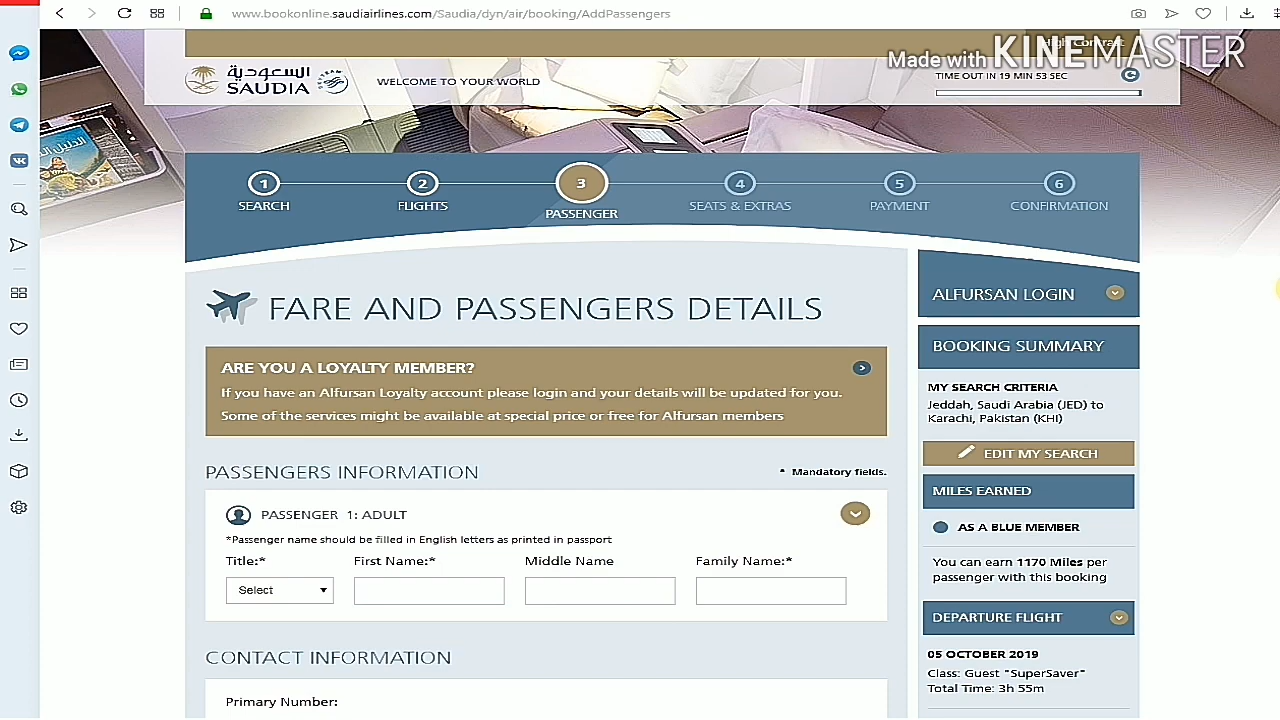 www.bookonline.saudiairlines.com/Saudia/dyn/air/booking/AddPassengers
Made with KINEMASTER
السعودية
SAUDIA
WELCOME TO YOUR WORLD
TIME OUT IN 19 MIN 53 SEC
1
2
3
4
5
6
SEARCH
FLIGHTS
PASSENGER
SEATS & EXTRAS
PAYMENT
CONFIRMATION
FARE AND PASSENGERS DETAILS
ARE YOU A LOYALTY MEMBER?
If you have an Alfursan Loyalty account please login and your details will be updated for you.
Some of the services might be available at special price or free for Alfursan members
PASSENGERS INFORMATION
* Mandatory fields.
PASSENGER 1: ADULT
*Passenger name should be filled in English letters as printed in passport
Title:*
First Name:*
Middle Name
Family Name:*
Select
CONTACT INFORMATION
Primary Number:
ALFURSAN LOGIN
BOOKING SUMMARY
MY SEARCH CRITERIA
Jeddah, Saudi Arabia (JED) to
Karachi, Pakistan (KHI)
EDIT MY SEARCH
MILES EARNED
AS A BLUE MEMBER
You can earn 1170 Miles per
passenger with this booking
DEPARTURE FLIGHT
05 OCTOBER 2019
Class: Guest "SuperSaver"
Total Time: 3h 55m